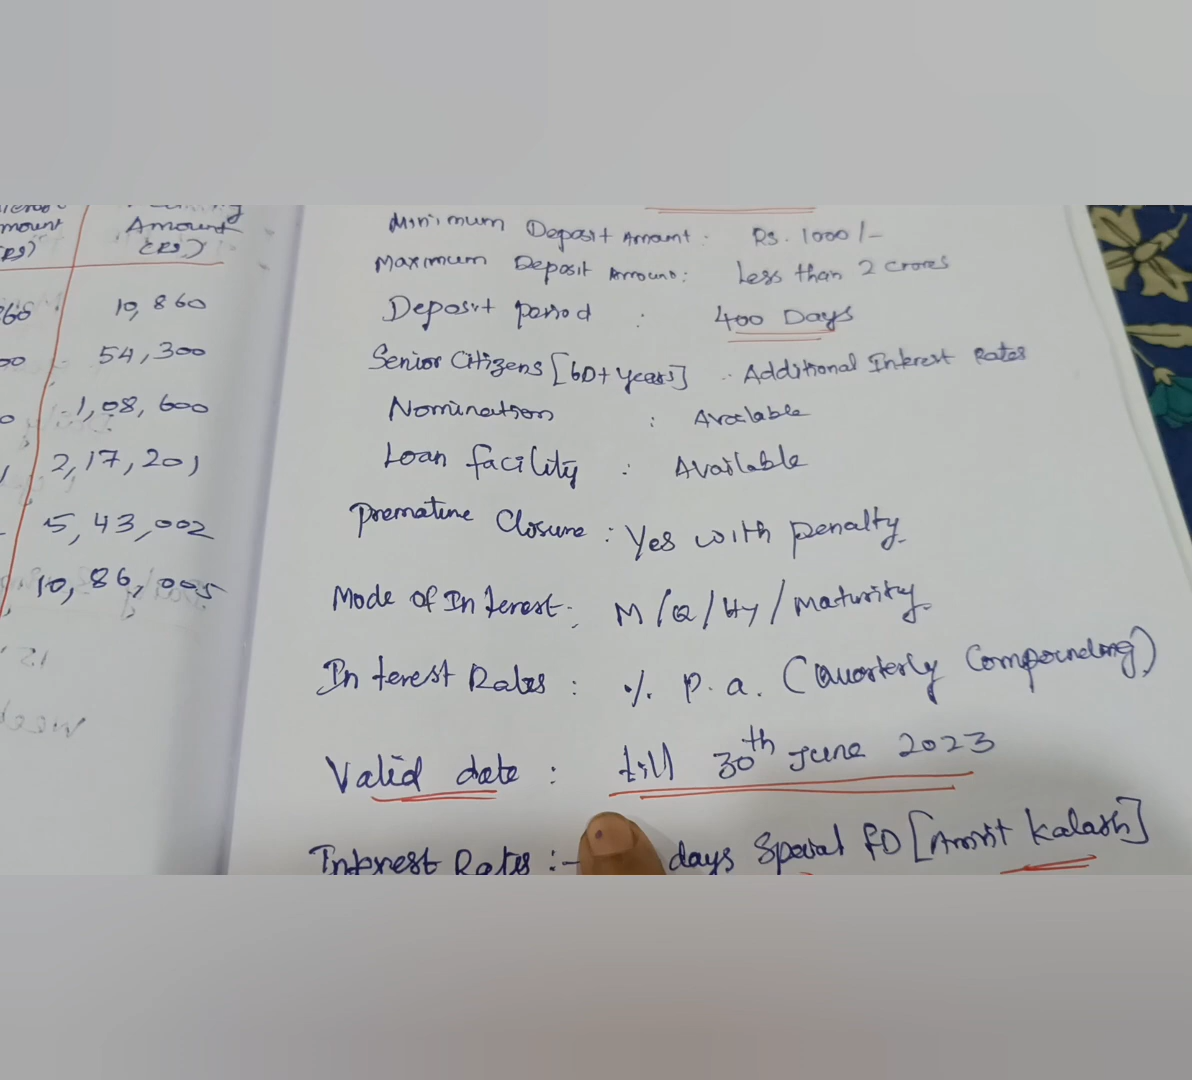 mount
Amount
(RS)
(RS)
10,860
54,300
1,08,600
2,17,201
5,43,002
10,86,005
Minimum Deposit Amount : RS. 1000/-
Maximum Deposit Amount : Less than 2 crores
Deposit period : 400 Days
Senior Citizens [60+ years] : Additional Interest Rates
Nomination : Available
Loan facility : Available
Premature Closure : Yes with penalty.
Mode of Interest : M/Q/Hy/Maturity.
Interest Rates : % p.a. (Quarterly Compounding)
Valid date : till 30th June 2023
Interest Rates :- days Special FD [Amrit Kalash]